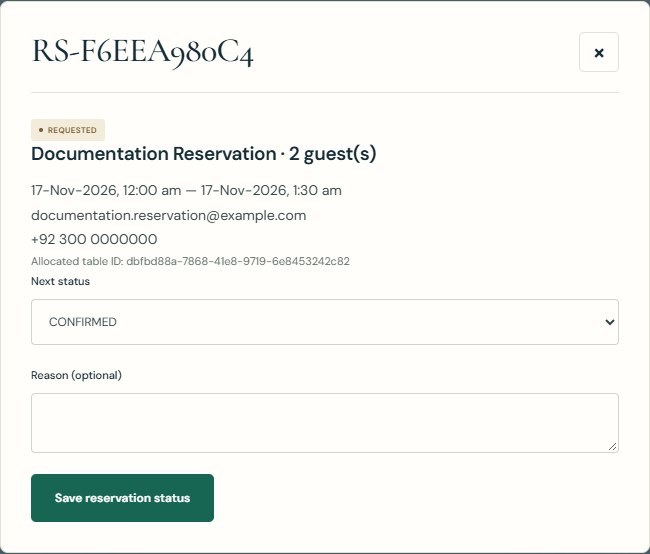 RS-F6EEA980C4
×
REQUESTED
Documentation Reservation · 2 guest(s)
17-Nov-2026, 12:00 am — 17-Nov-2026, 1:30 am
documentation.reservation@example.com
+92 300 0000000
Allocated table ID: dbfbd88a-7868-41e8-9719-6e8453242c82
Next status
CONFIRMED
Reason (optional)
Save reservation status